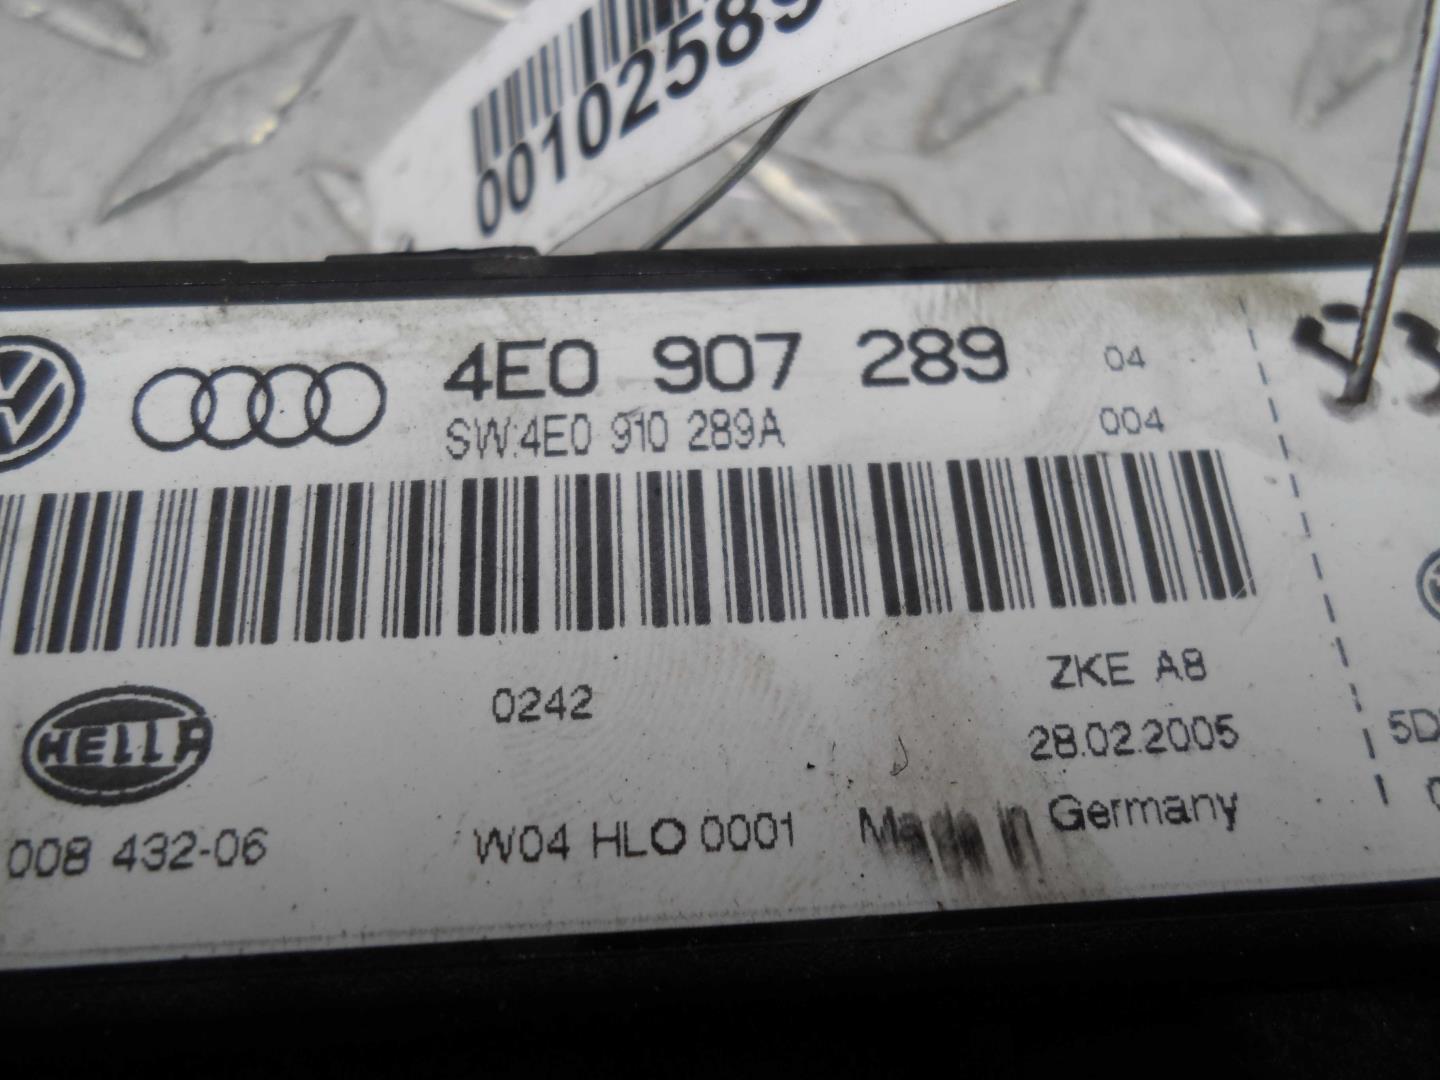 00102589
4E0 907 289 04
SW:4E0 910 289A 004
0242 ZKE A8
HELLA 28.02.2005
008 432-06 W04 HLO 0001 Made in Germany
5D